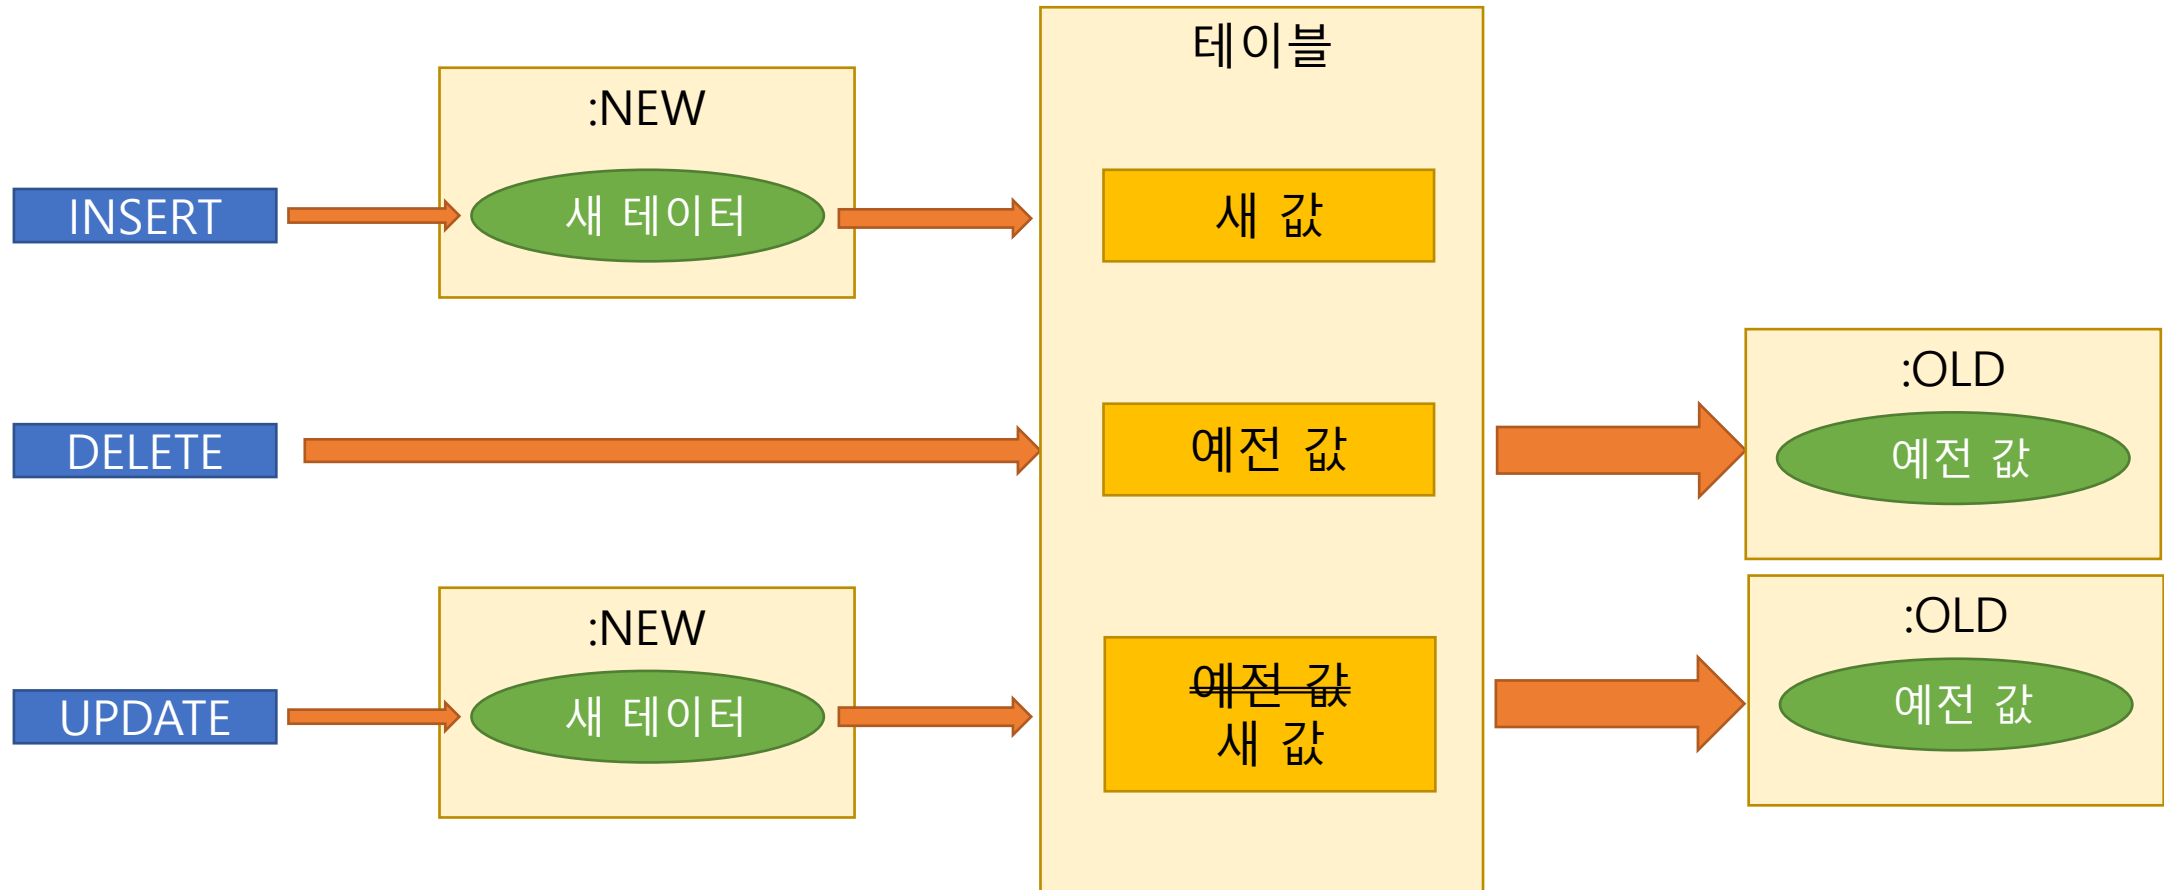 테이블
:NEW
INSERT
새 테이터
새 값
:OLD
DELETE
예전 값
예전 값
:NEW
:OLD
UPDATE
새 테이터
예전 값
새 값
예전 값